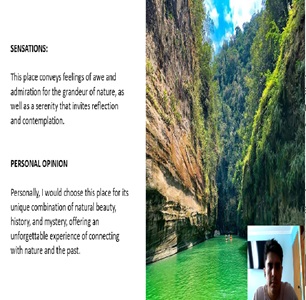 SENSATIONS:
This place conveys feelings of awe and
admiration for the grandeur of nature, as
well as a serenity that invites reflection
and contemplation.
PERSONAL OPINION
Personally, I would choose this place for its
unique combination of natural beauty,
history, and mystery, offering an
unforgettable experience of connecting
with nature and the past.